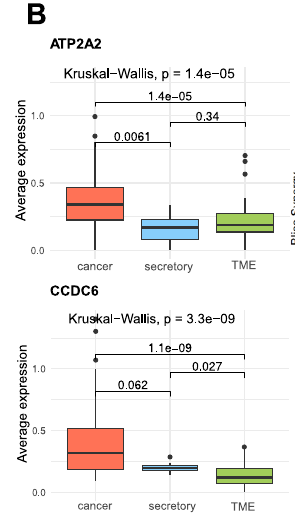 B
ATP2A2
Kruskal−Wallis, p = 1.4e−05
1.4e−05
0.34
0.0061
Average expression
1.0
0.5
0.0
cancer secretory TME
Bliss Synergy
CCDC6
Kruskal−Wallis, p = 3.3e−09
1.1e−09
0.027
0.062
Average expression
1.0
0.5
0.0
cancer secretory TME